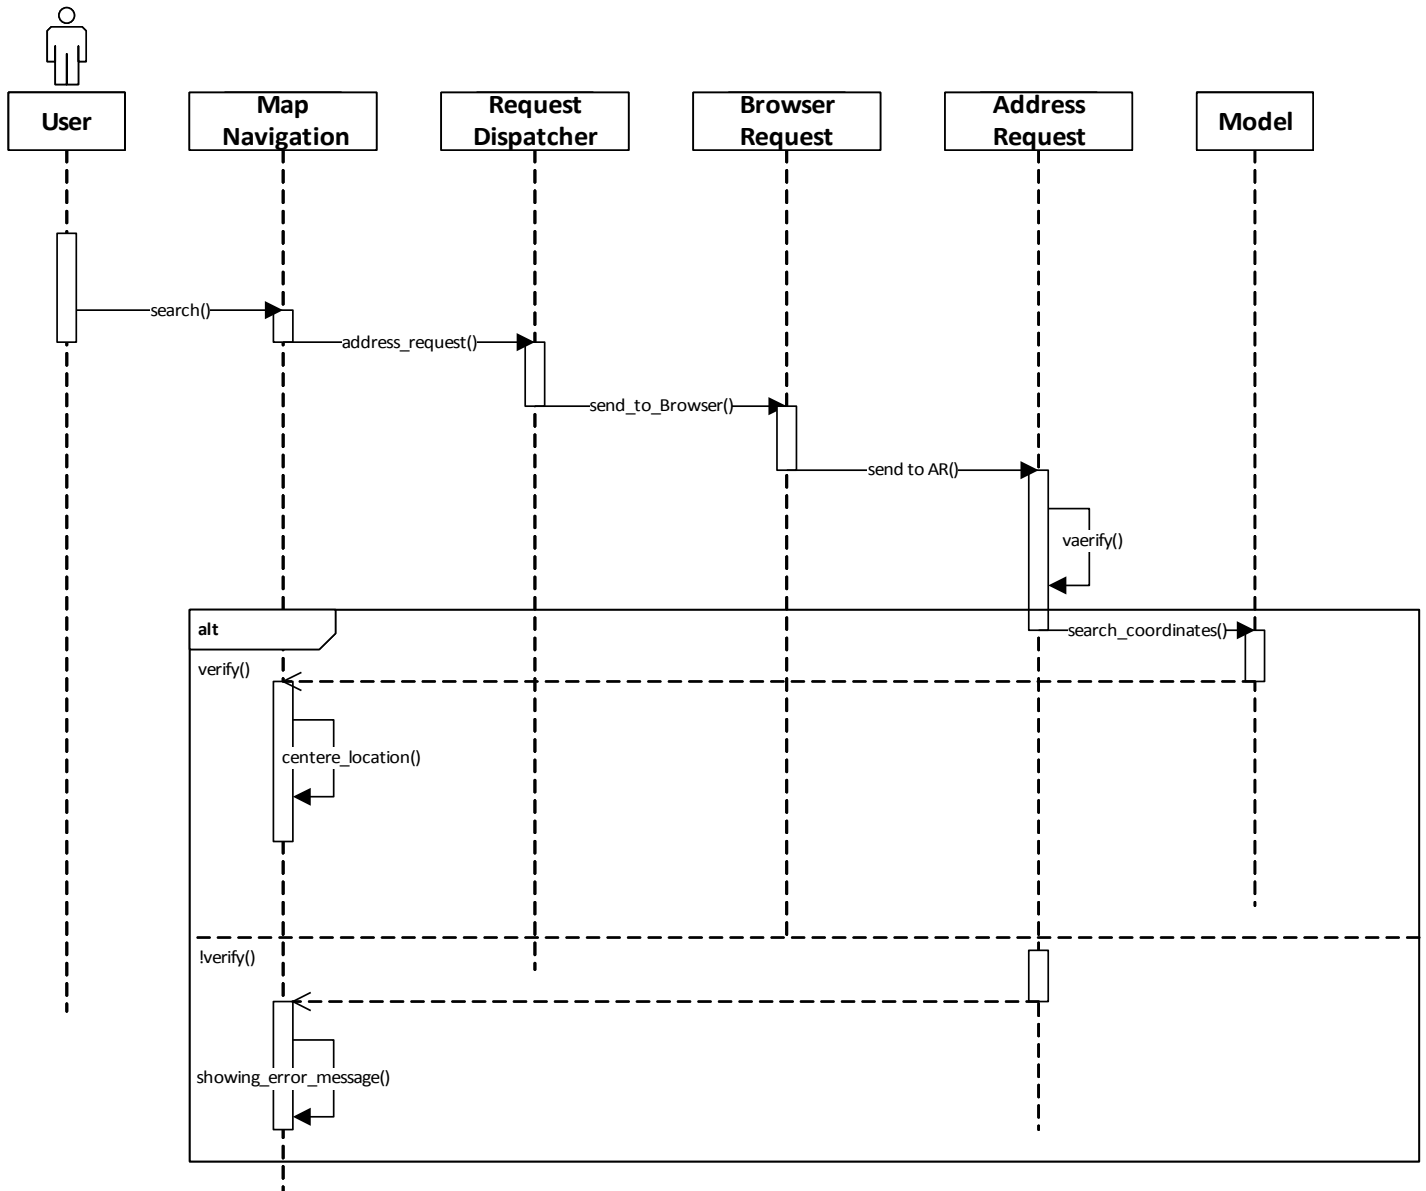 User
Map
Navigation
Request
Dispatcher
Browser
Request
Address
Request
Model
search()
address_request()
send_to_Browser()
send to AR()
vaerify()
alt
search_coordinates()
verify()
centere_location()
!verify()
showing_error_message()